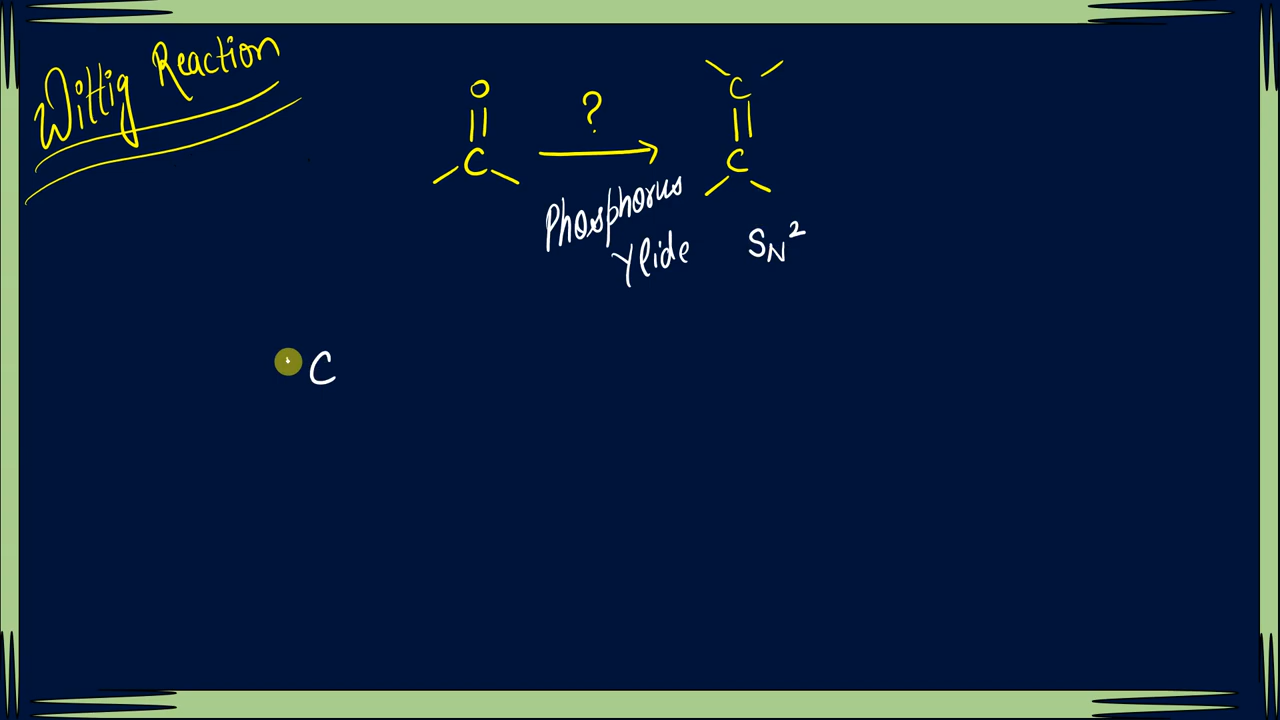 Wittig Reaction
O
||
C
?
C
||
C
Phosphorus
Ylide
SN2
C